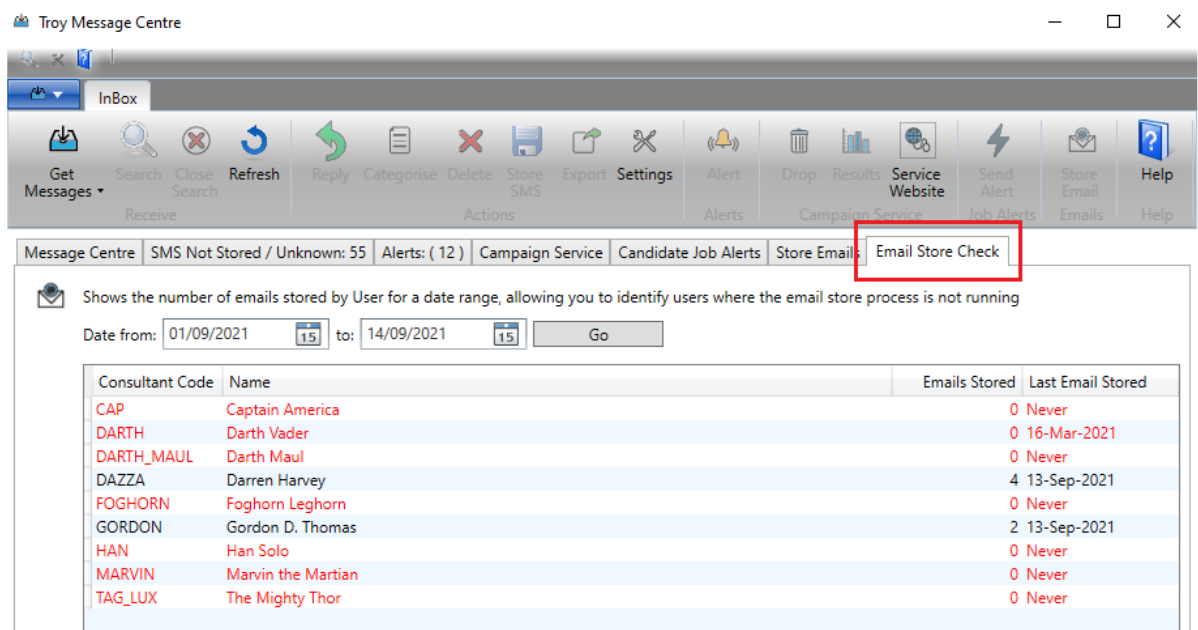 Troy Message Centre
InBox
Get Messages
Search
Close Search
Refresh
Reply
Categorise
Delete
Store SMS
Export
Settings
Alert
Drop
Results
Service Website
Send Alert
Store Email
Help
Receive
Actions
Alerts
Campaign Service
Job Alerts
Emails
Help
Message Centre SMS Not Stored / Unknown: 55 Alerts: ( 12 ) Campaign Service Candidate Job Alerts Store Emails Email Store Check
Shows the number of emails stored by User for a date range, allowing you to identify users where the email store process is not running
Date from: 01/09/2021 15 to: 14/09/2021 15 Go
Consultant Code Name Emails Stored Last Email Stored
CAP Captain America 0 Never
DARTH Darth Vader 0 16-Mar-2021
DARTH_MAUL Darth Maul 0 Never
DAZZA Darren Harvey 4 13-Sep-2021
FOGHORN Foghorn Leghorn 0 Never
GORDON Gordon D. Thomas 2 13-Sep-2021
HAN Han Solo 0 Never
MARVIN Marvin the Martian 0 Never
TAG_LUX The Mighty Thor 0 Never